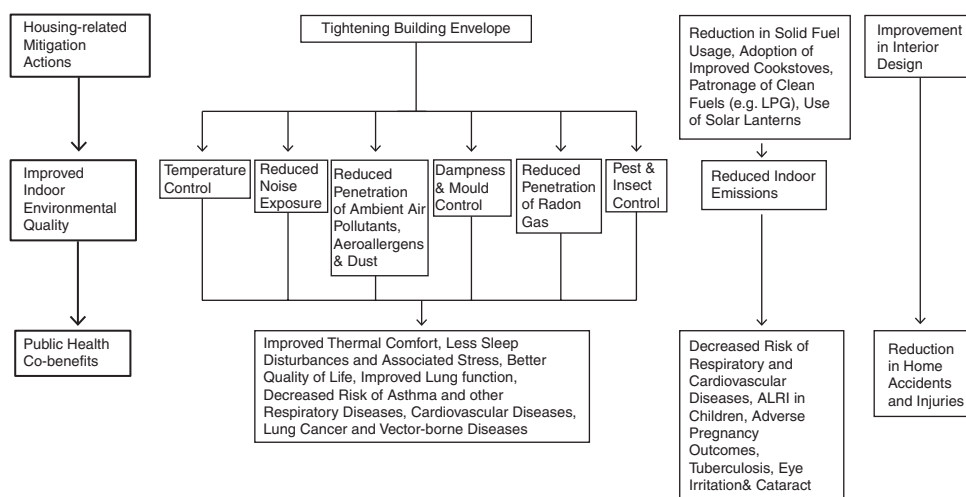 Housing-related
Mitigation
Actions
Tightening Building Envelope
Reduction in Solid Fuel
Usage, Adoption of
Improved Cookstoves,
Patronage of Clean
Fuels (e.g. LPG), Use
of Solar Lanterns
Improvement
in Interior
Design
Improved
Indoor
Environmental
Quality
Temperature
Control
Reduced
Noise
Exposure
Reduced
Penetration
of Ambient Air
Pollutants,
Aeroallergens
& Dust
Dampness
& Mould
Control
Reduced
Penetration
of Radon
Gas
Pest &
Insect
Control
Reduced Indoor
Emissions
Public Health
Co-benefits
Improved Thermal Comfort, Less Sleep
Disturbances and Associated Stress, Better
Quality of Life, Improved Lung function,
Decreased Risk of Asthma and other
Respiratory Diseases, Cardiovascular Diseases,
Lung Cancer and Vector-borne Diseases
Decreased Risk of
Respiratory and
Cardiovascular
Diseases, ALRI in
Children, Adverse
Pregnancy
Outcomes,
Tuberculosis, Eye
Irritation& Cataract
Reduction
in Home
Accidents
and Injuries